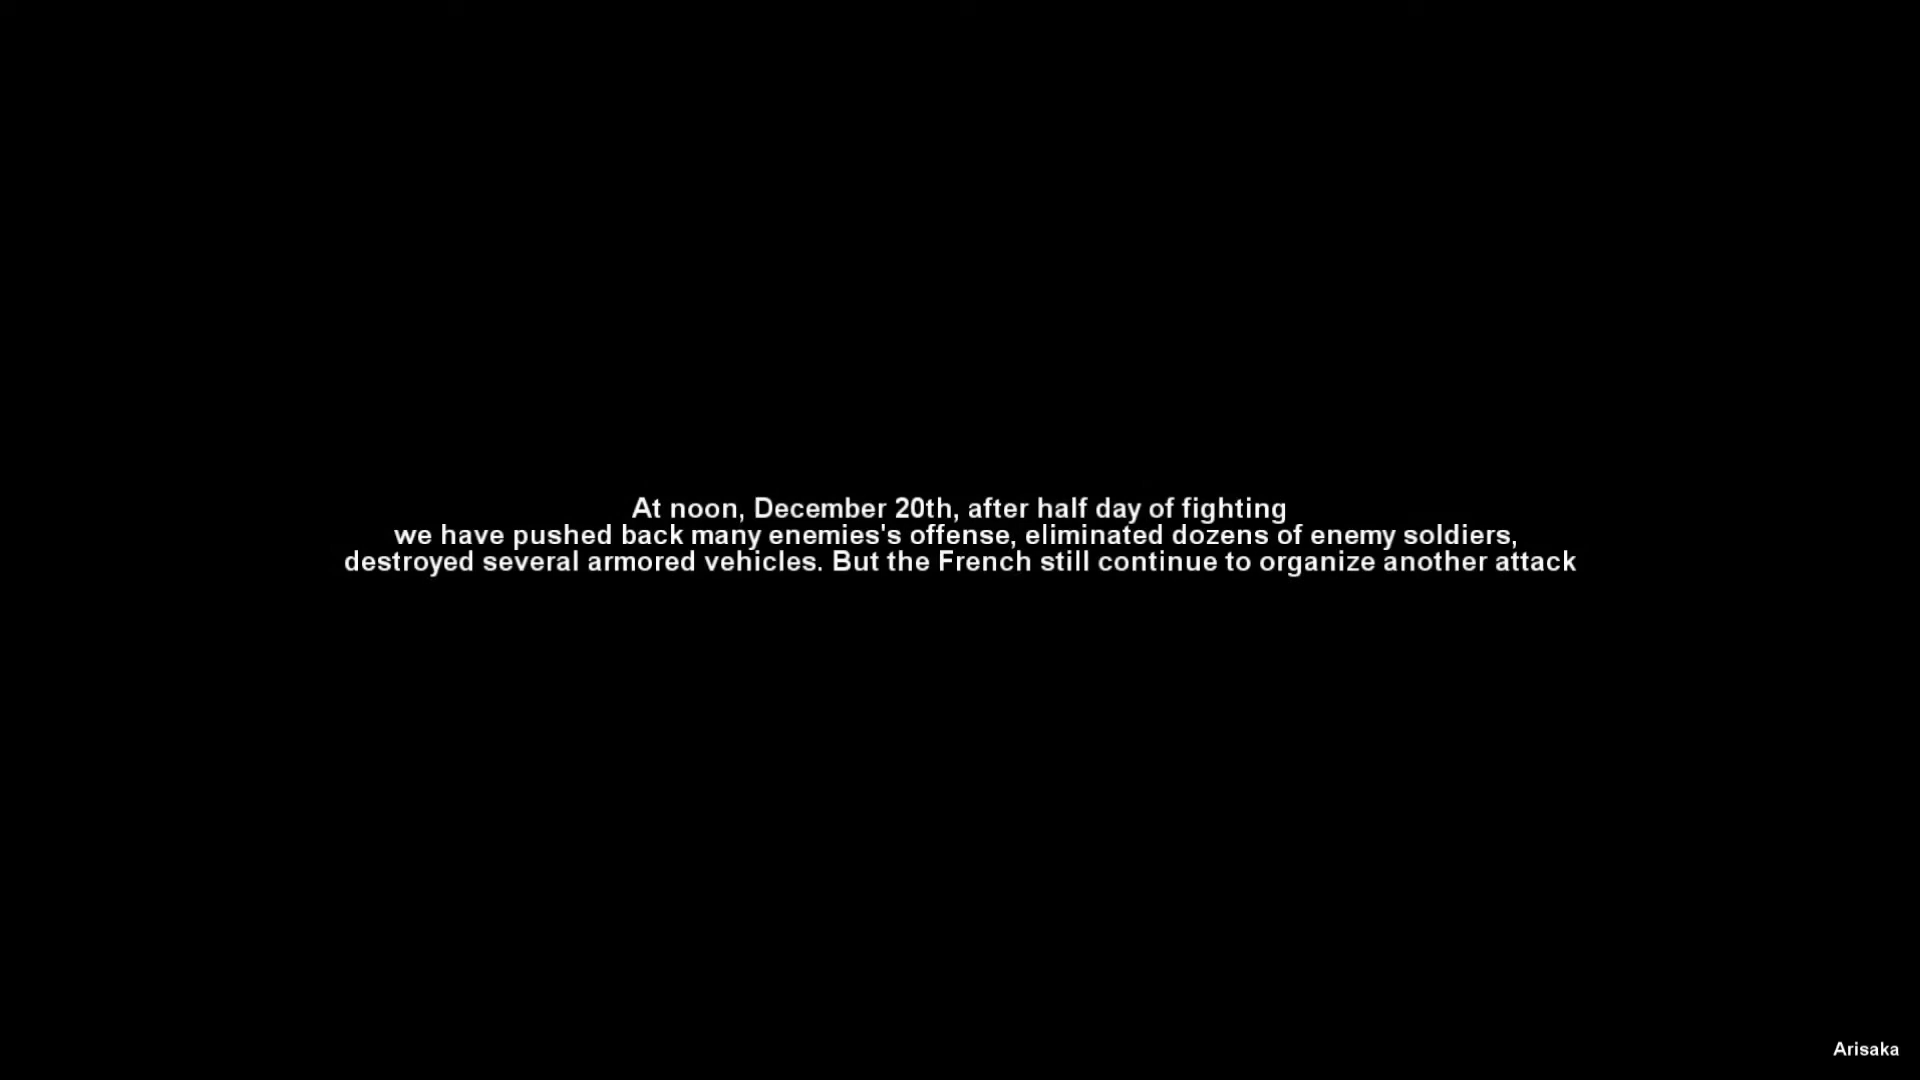 At noon, December 20th, after half day of fighting
we have pushed back many enemies's offense, eliminated dozens of enemy soldiers,
destroyed several armored vehicles. But the French still continue to organize another attack
Arisaka